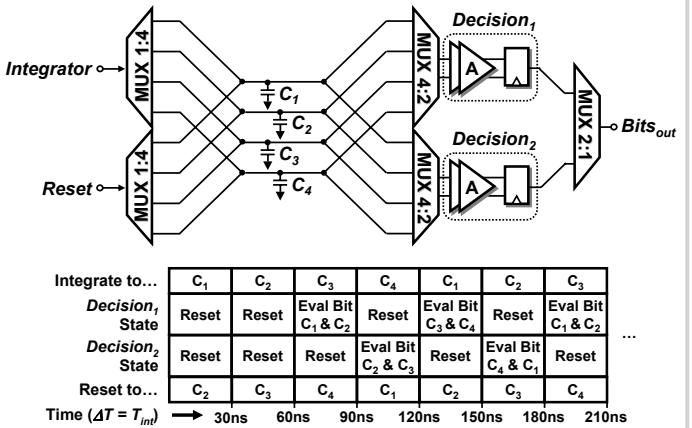 Decision1
Decision2
Integrator
Reset
MUX 1:4
MUX 1:4
C1
C2
C3
C4
MUX 4:2
MUX 4:2
A
A
MUX 2:1
Bitsout
Integrate to… C1 C2 C3 C4 C1 C2 C3
Decision1 State Reset Reset Eval Bit C1 & C2 Reset Eval Bit C3 & C4 Reset Eval Bit C1 & C2
Decision2 State Reset Reset Reset Eval Bit C2 & C3 Reset Eval Bit C4 & C1 Reset
...
Reset to… C2 C3 C4 C1 C2 C3 C4
Time (ΔT = Tint) 30ns 60ns 90ns 120ns 150ns 180ns 210ns